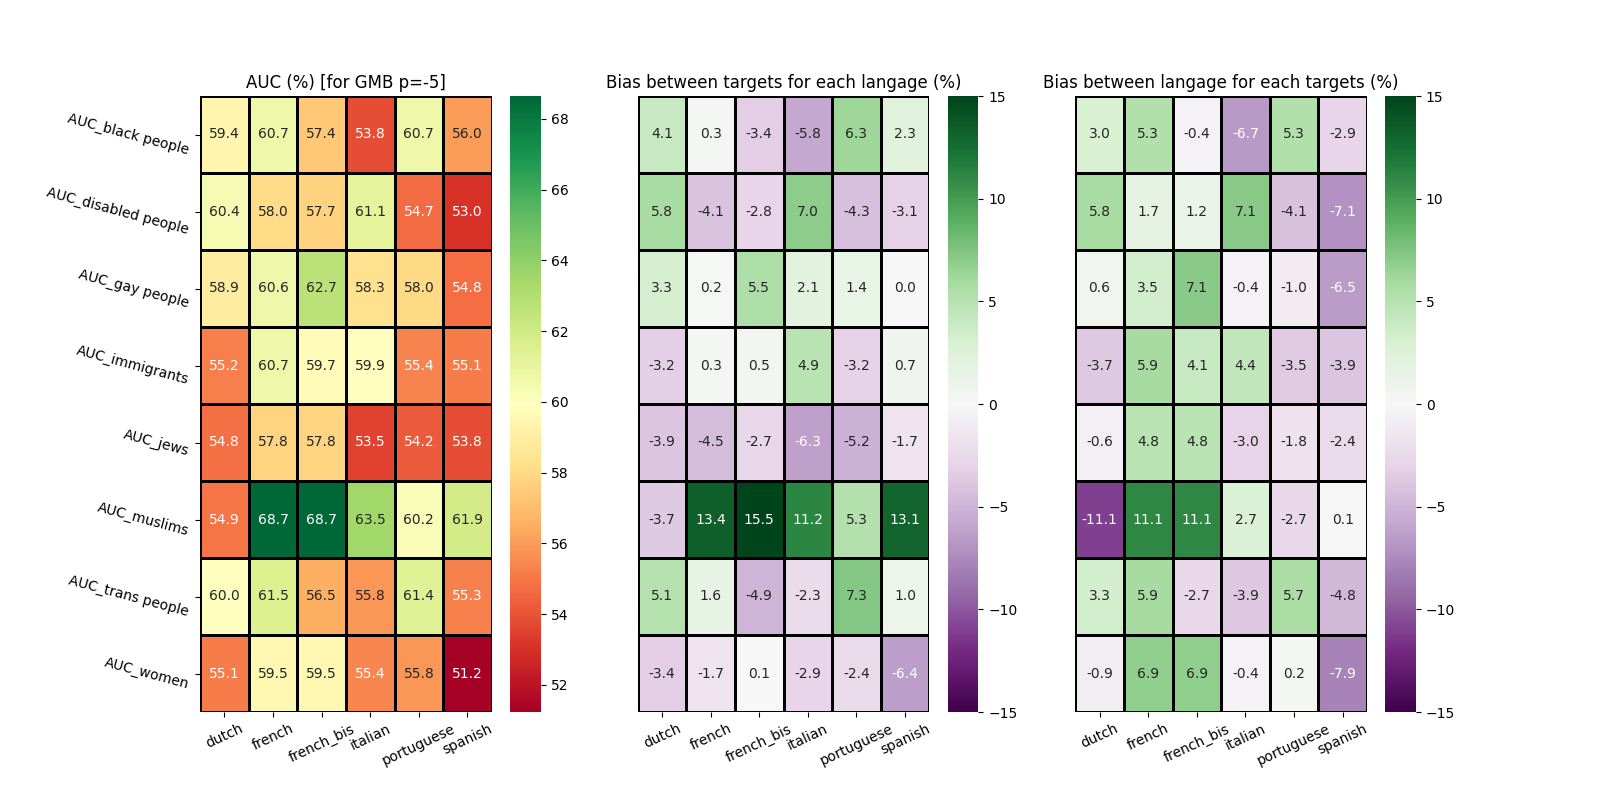 AUC (%) [for GMB p=-5]
AUC_black people 59.4 60.7 57.4 53.8 60.7 56.0
AUC_disabled people 60.4 58.0 57.7 61.1 54.7 53.0
AUC_gay people 58.9 60.6 62.7 58.3 58.0 54.8
AUC_immigrants 55.2 60.7 59.7 59.9 55.4 55.1
AUC_jews 54.8 57.8 57.8 53.5 54.2 53.8
AUC_muslims 54.9 68.7 68.7 63.5 60.2 61.9
AUC_trans people 60.0 61.5 56.5 55.8 61.4 55.3
AUC_women 55.1 59.5 59.5 55.4 55.8 51.2
dutch french french_bis italian portuguese spanish
68
66
64
62
60
58
56
54
52
Bias between targets for each langage (%)
4.1 0.3 -3.4 -5.8 6.3 2.3
5.8 -4.1 -2.8 7.0 -4.3 -3.1
3.3 0.2 5.5 2.1 1.4 0.0
-3.2 0.3 0.5 4.9 -3.2 0.7
-3.9 -4.5 -2.7 -6.3 -5.2 -1.7
-3.7 13.4 15.5 11.2 5.3 13.1
5.1 1.6 -4.9 -2.3 7.3 1.0
-3.4 -1.7 0.1 -2.9 -2.4 -6.4
dutch french french_bis italian portuguese spanish
15
10
5
0
−5
−10
−15
Bias between langage for each targets (%)
3.0 5.3 -0.4 -6.7 5.3 -2.9
5.8 1.7 1.2 7.1 -4.1 -7.1
0.6 3.5 7.1 -0.4 -1.0 -6.5
-3.7 5.9 4.1 4.4 -3.5 -3.9
-0.6 4.8 4.8 -3.0 -1.8 -2.4
-11.1 11.1 11.1 2.7 -2.7 0.1
3.3 5.9 -2.7 -3.9 5.7 -4.8
-0.9 6.9 6.9 -0.4 0.2 -7.9
dutch french french_bis italian portuguese spanish
15
10
5
0
−5
−10
−15